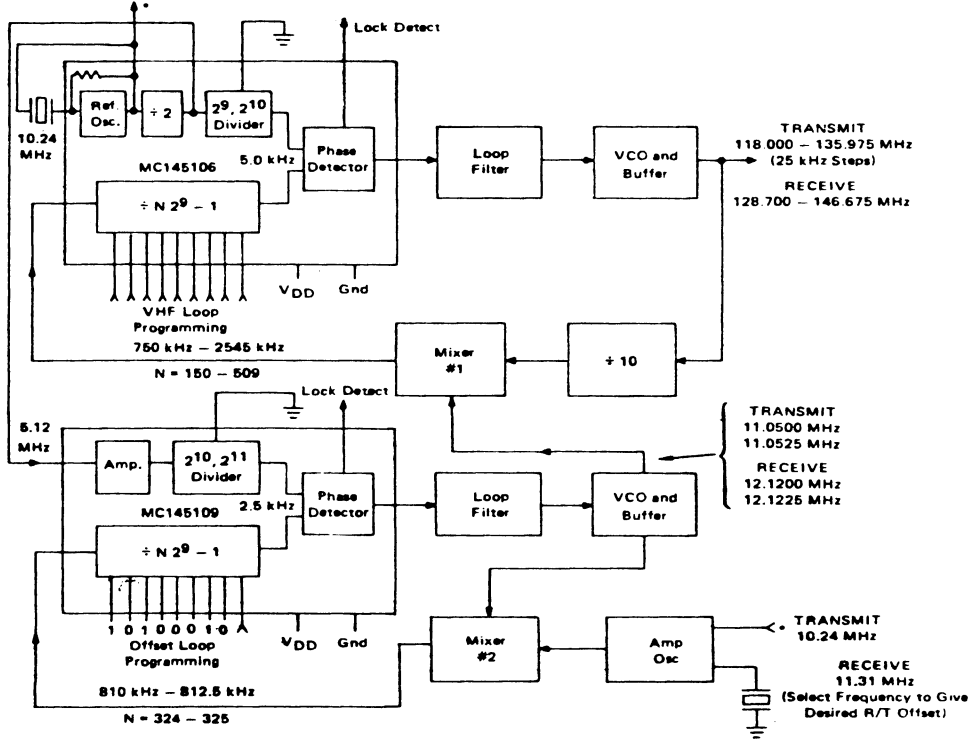 *
Lock Detect
10.24
MHz
Ref.
Osc.
÷ 2
2⁹, 2¹⁰
Divider
5.0 kHz
Phase
Detector
MC145106
÷ N 2⁹ – 1
Loop
Filter
VCO and
Buffer
TRANSMIT
118.000 – 135.975 MHz
(25 kHz Steps)
RECEIVE
128.700 – 146.675 MHz
VDD
Gnd
VHF Loop
Programming
750 kHz – 2545 kHz
N = 150 – 509
Mixer
#1
÷ 10
Lock Detect
5.12
MHz
Amp.
2¹⁰, 2¹¹
Divider
2.5 kHz
Phase
Detector
MC145109
÷ N 2⁹ – 1
Loop
Filter
VCO and
Buffer
TRANSMIT
11.0500 MHz
11.0525 MHz
RECEIVE
12.1200 MHz
12.1225 MHz
1 0 1 0 0 0 1 0
Offset Loop
Programming
VDD
Gnd
810 kHz – 812.5 kHz
N = 324 – 325
Mixer
#2
Amp
Osc
* TRANSMIT
10.24 MHz
RECEIVE
11.31 MHz
(Select Frequency to Give
Desired R/T Offset)